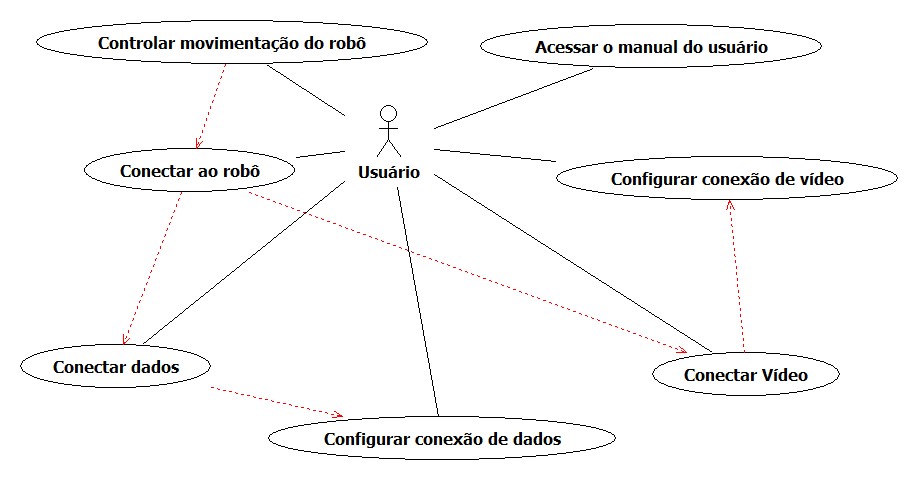 Controlar movimentação do robô
Acessar o manual do usuário
Conectar ao robô
Usuário
Configurar conexão de vídeo
Conectar dados
Conectar Vídeo
Configurar conexão de dados